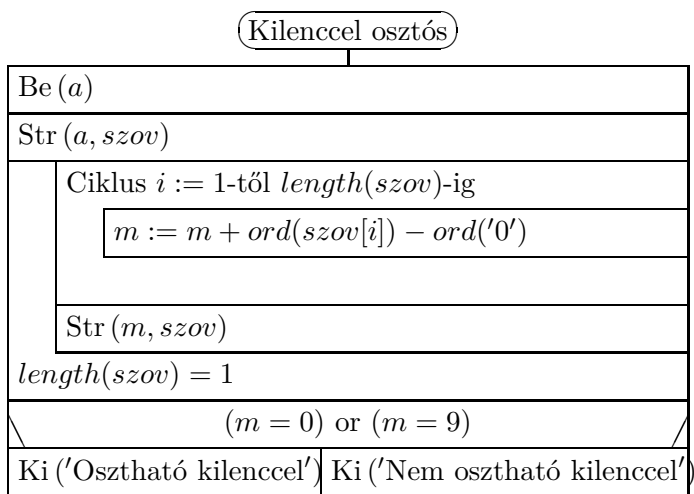 Kilenccel osztós
Be (a)
Str (a, szov)
Ciklus i := 1-től length(szov)-ig
m := m + ord(szov[i]) − ord('0')
Str (m, szov)
length(szov) = 1
(m = 0) or (m = 9)
Ki ('Osztható kilenccel') Ki ('Nem osztható kilenccel')